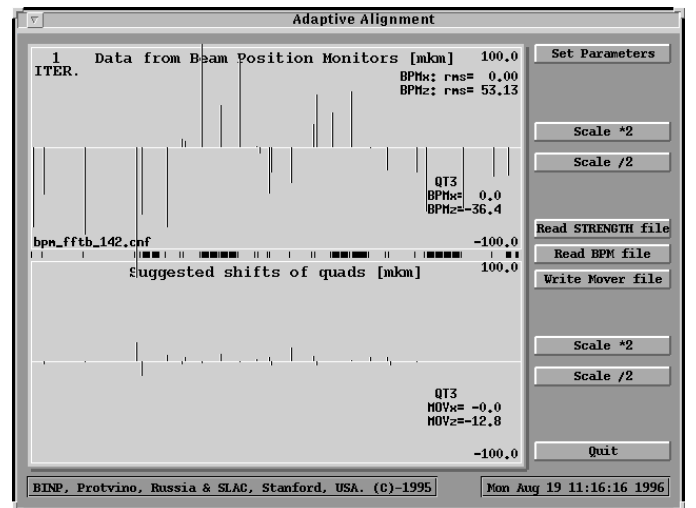 Adaptive Alignment
1 Data from Beam Position Monitors [mkm] 100.0
ITER.
BPMx: rms= 0.00
BPMz: rms= 53.13
QT3
BPMx= 0.0
BPMz=-36.4
bpm_fftb_142.cnf -100.0
Suggested shifts of quads [mkm] 100.0
QT3
MOVx= -0.0
MOVz=-12.8
-100.0
Set Parameters
Scale *2
Scale /2
Read STRENGTH file
Read BPM file
Write Mover file
Scale *2
Scale /2
Quit
BINP, Protvino, Russia & SLAC, Stanford, USA. (C)-1995
Mon Aug 19 11:16:16 1996